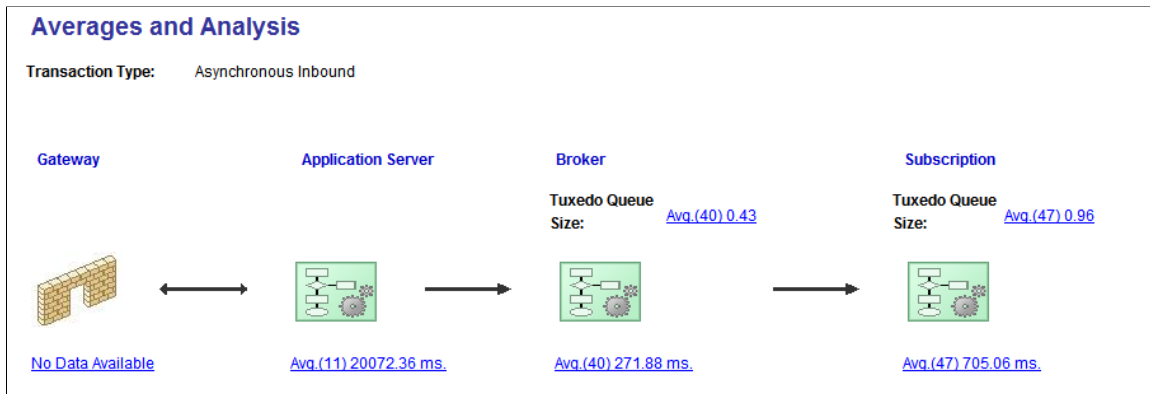 Averages and Analysis
Transaction Type: Asynchronous Inbound
Gateway Application Server Broker Subscription
Tuxedo Queue Size: Avg.(40) 0.43
Tuxedo Queue Size: Avg.(47) 0.96
No Data Available Avg.(11) 20072.36 ms. Avg.(40) 271.88 ms. Avg.(47) 705.06 ms.